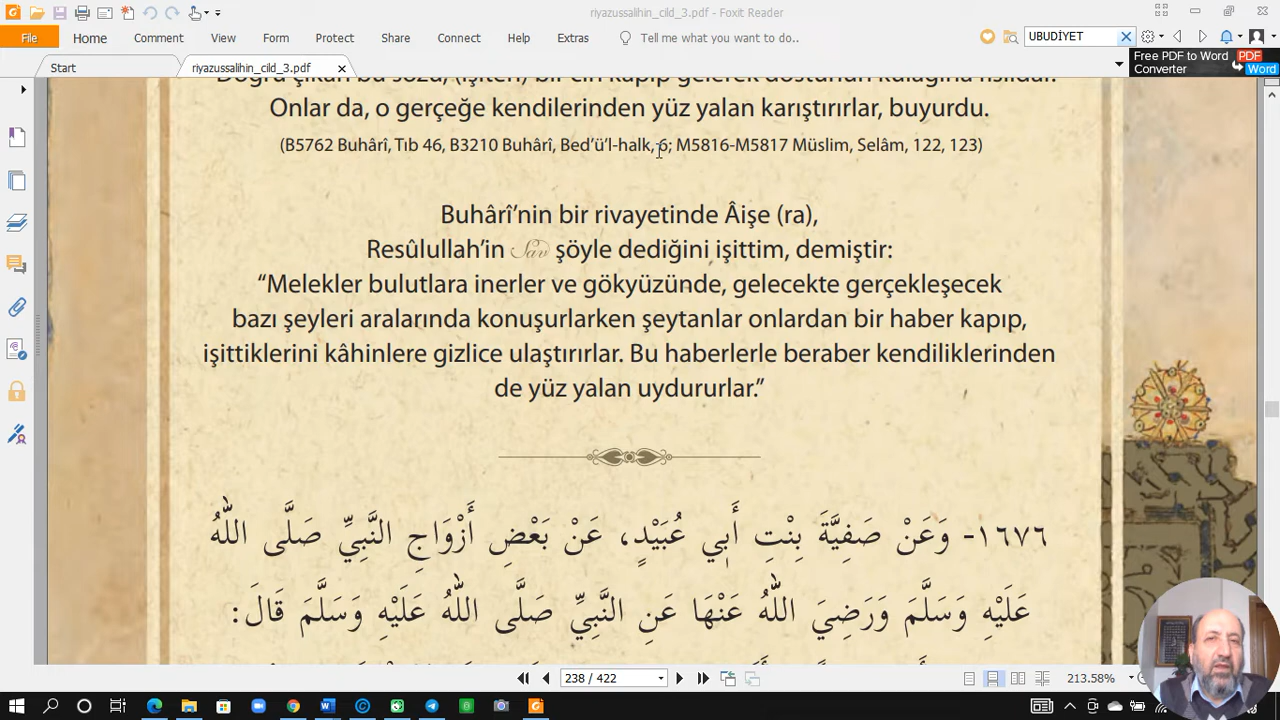 riyazussalihin_cild_3.pdf - Foxit Reader
File Home Comment View Form Protect Share Connect Help Extras Tell me what you want to do... UBUDİYET
Start riyazussalihin_cild_3.pdf
Free PDF to Word Converter PDF Word
Onlar da, o gerçeğe kendilerinden yüz yalan karıştırırlar, buyurdu.
(B5762 Buhârî, Tıb 46, B3210 Buhârî, Bed’ü’l-halk, 6; M5816-M5817 Müslim, Selâm, 122, 123)
Buhârî’nin bir rivayetinde Âişe (ra),
Resûlullah’in Sav şöyle dediğini işittim, demiştir:
“Melekler bulutlara inerler ve gökyüzünde, gelecekte gerçekleşecek
bazı şeyleri aralarında konuşurlarken şeytanlar onlardan bir haber kapıp,
işittiklerini kâhinlere gizlice ulaştırırlar. Bu haberlerle beraber kendiliklerinden
de yüz yalan uydururlar.”
١٦٧٦- وَعَنْ صَفِيَّةَ بِنْتِ أَبِي عُبَيْدٍ، عَنْ بَعْضِ أَزْوَاجِ النَّبِيِّ صَلَّى اللّٰهُ
عَلَيْهِ وَسَلَّمَ وَرَضِيَ اللّٰهُ عَنْهَا عَنِ النَّبِيِّ صَلَّى اللّٰهُ عَلَيْهِ وَسَلَّمَ قَالَ:
238 / 422
213.58%